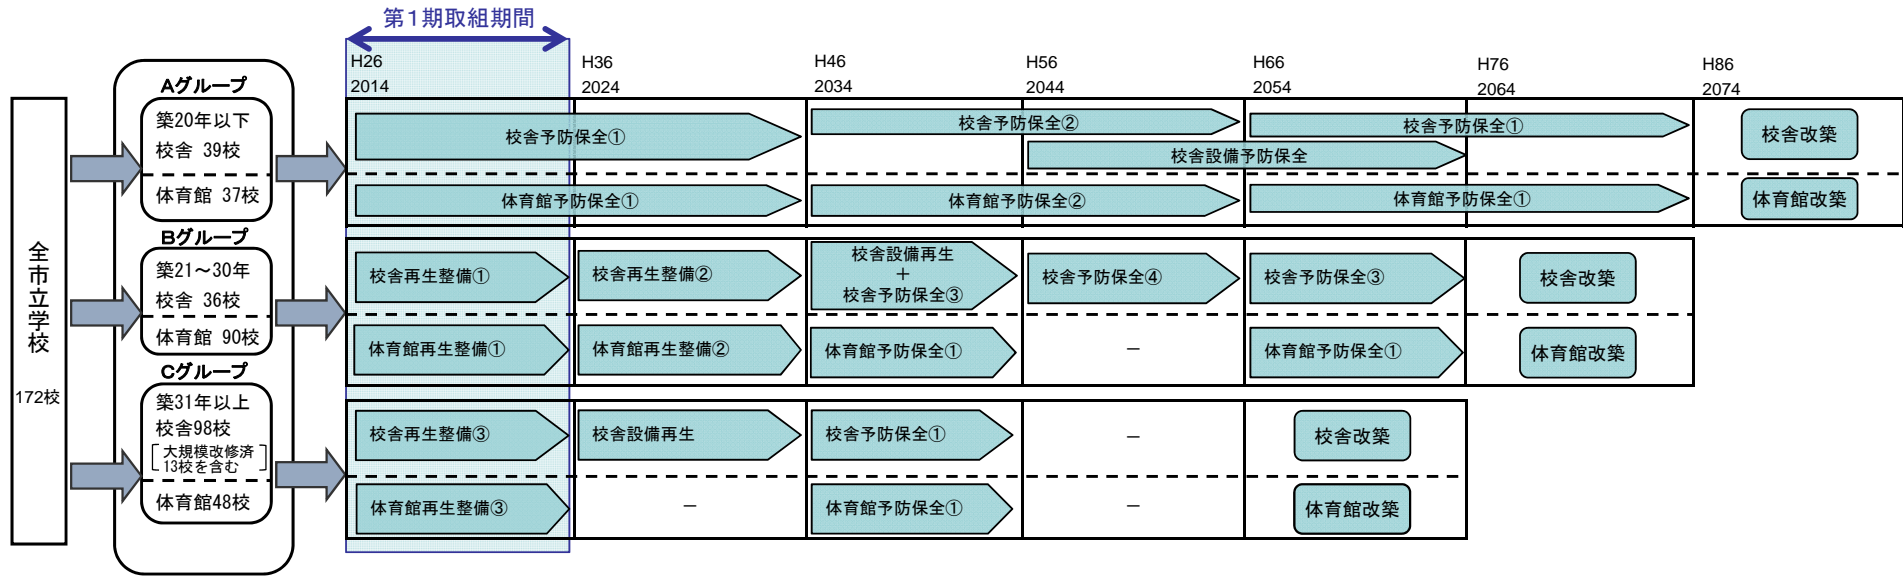 第1期取組期間
H26
2014
H36
2024
H46
2034
H56
2044
H66
2054
H76
2064
H86
2074
全市立学校
172校
Aグループ
築20年以下
校舎 39校
体育館 37校
校舎予防保全①
校舎予防保全②
校舎予防保全①
校舎設備予防保全
校舎改築
体育館予防保全①
体育館予防保全②
体育館予防保全①
体育館改築
Bグループ
築21～30年
校舎 36校
体育館 90校
校舎再生整備①
校舎再生整備②
校舎設備再生
＋
校舎予防保全③
校舎予防保全④
校舎予防保全③
校舎改築
体育館再生整備①
体育館再生整備②
体育館予防保全①
－
体育館予防保全①
体育館改築
Cグループ
築31年以上
校舎98校
［大規模改修済
13校を含む］
体育館48校
校舎再生整備③
校舎設備再生
校舎予防保全①
－
校舎改築
体育館再生整備③
－
体育館予防保全①
－
体育館改築